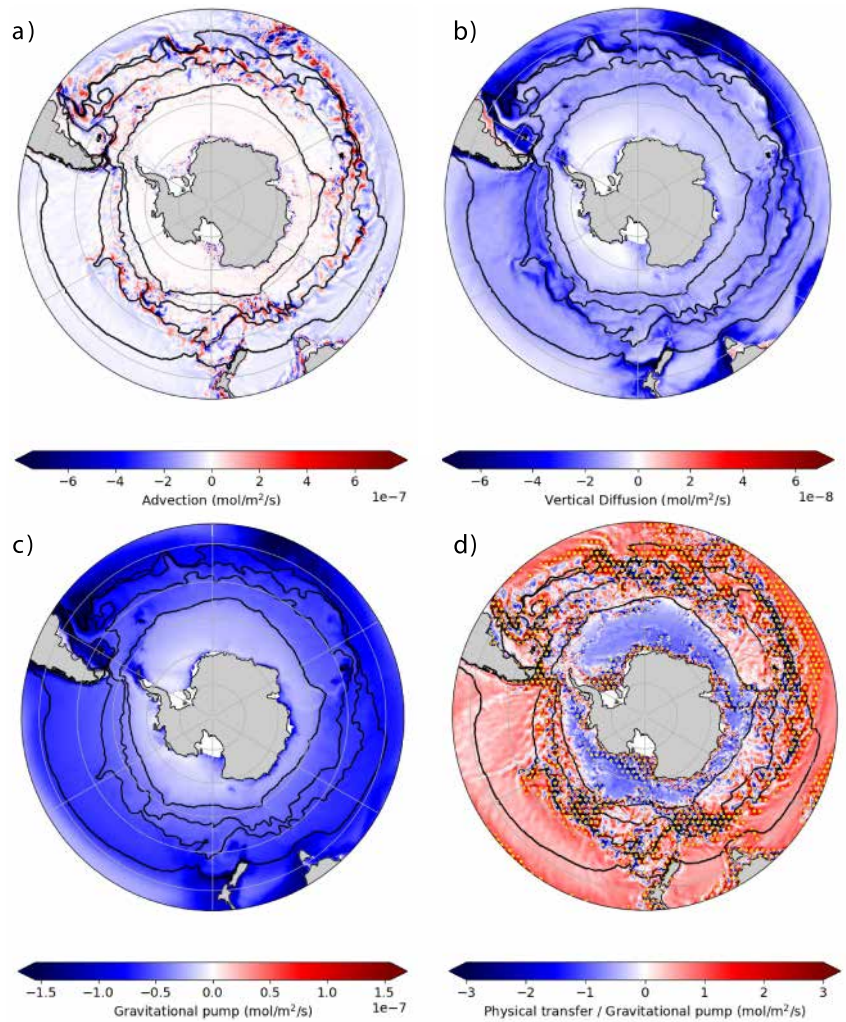 a)
b)
−6 −4 −2 0 2 4 6
Advection (mol/m²/s)
1e−7
−6 −4 −2 0 2 4 6
Vertical Diffusion (mol/m²/s)
1e−8
c)
d)
−1.5 −1.0 −0.5 0.0 0.5 1.0 1.5
Gravitational pump (mol/m²/s)
1e−7
−3 −2 −1 0 1 2 3
Physical transfer / Gravitational pump (mol/m²/s)